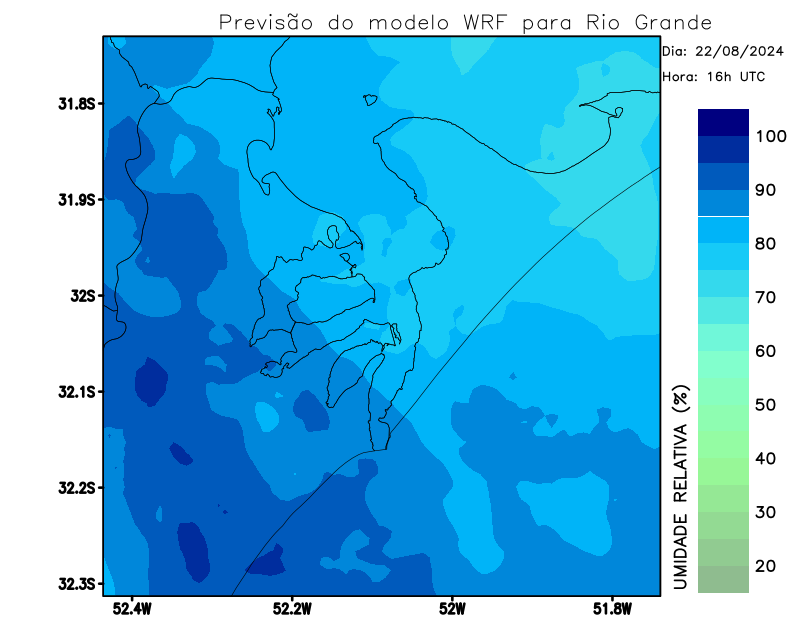 Previsão do modelo WRF para Rio Grande
Dia: 22/08/2024
Hora: 16h UTC
31.8S
31.9S
32S
32.1S
32.2S
32.3S
52.4W
52.2W
52W
51.8W
100
90
80
70
60
50
40
30
20
UMIDADE RELATIVA (%)